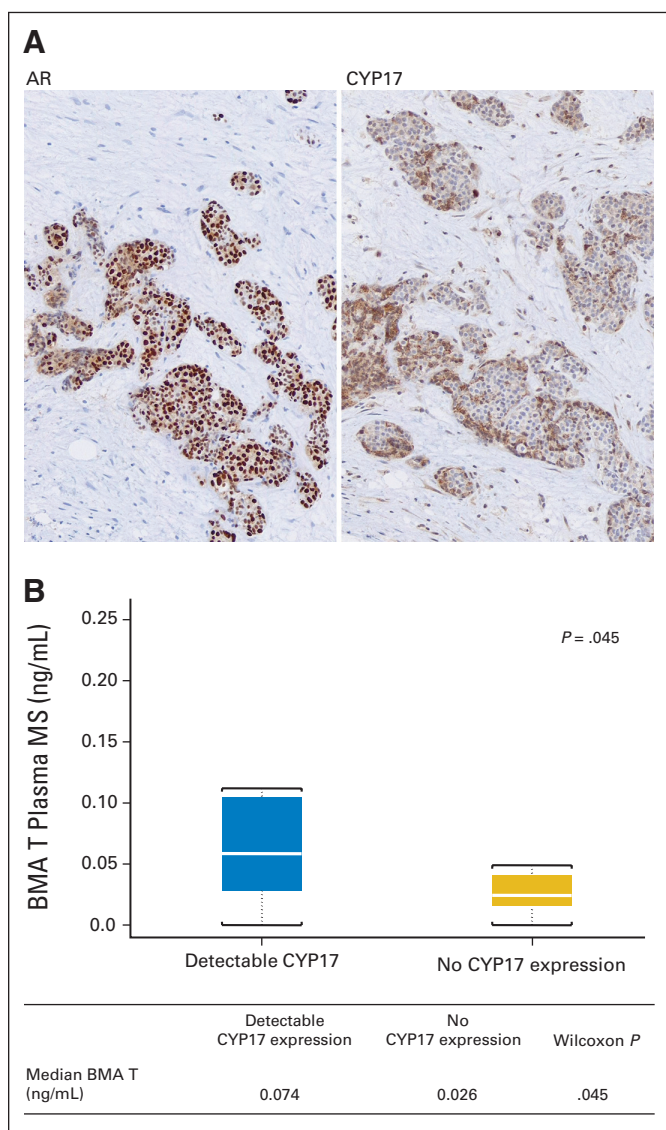 A
AR
CYP17
B
BMA T Plasma MS (ng/mL)
0.25
0.20
0.15
0.10
0.05
0.0
P = .045
Detectable CYP17
No CYP17 expression
Detectable
CYP17 expression
No
CYP17 expression
Wilcoxon P
Median BMA T
(ng/mL)
0.074
0.026
.045